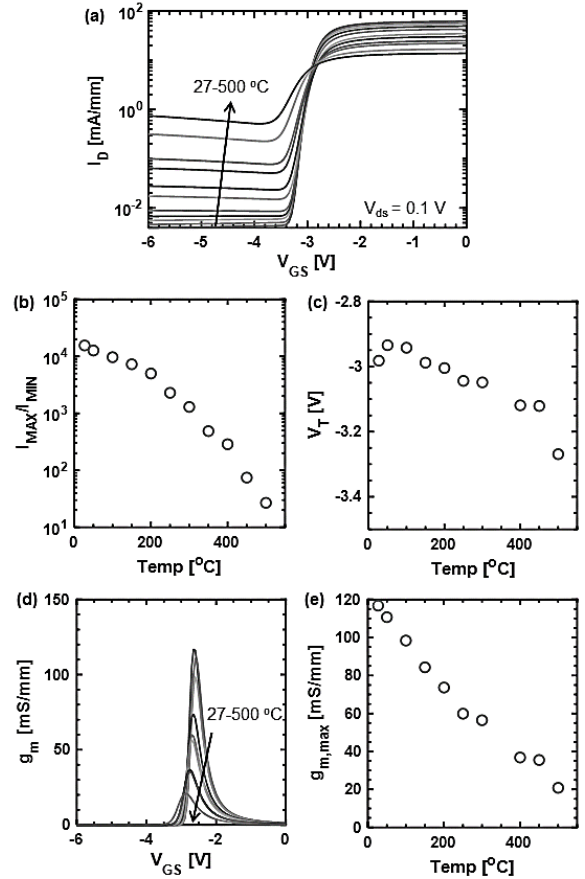 (a)
10²
10⁰
10⁻²
I_D [mA/mm]
27-500 ºC
V_ds = 0.1 V
-6 -5 -4 -3 -2 -1 0
V_GS [V]
(b)
10⁵
10⁴
10³
10²
10¹
I_MAX/I_MIN
0 200 400
Temp [ºC]
(c)
-2.8
-3
-3.2
-3.4
V_T [V]
0 200 400
Temp [ºC]
(d)
150
100
50
0
g_m [mS/mm]
27-500 ºC
-6 -4 -2 0
V_GS [V]
(e)
120
100
80
60
40
20
0
g_m,max [mS/mm]
0 200 400
Temp [ºC]